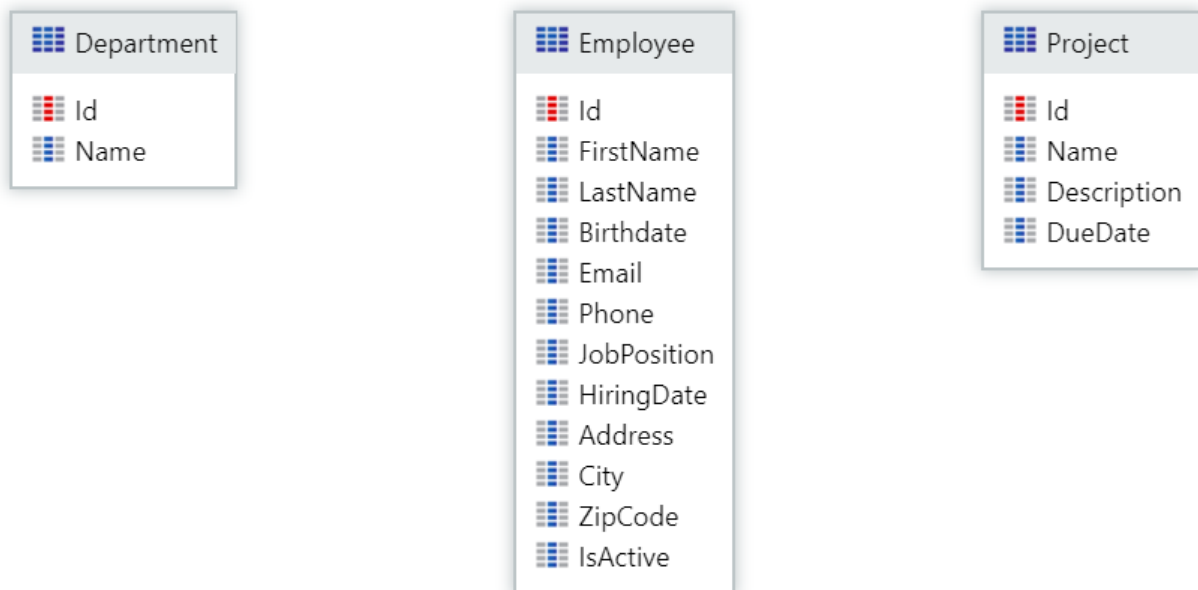 Department
Id
Name
Employee
Id
FirstName
LastName
Birthdate
Email
Phone
JobPosition
HiringDate
Address
City
ZipCode
IsActive
Project
Id
Name
Description
DueDate